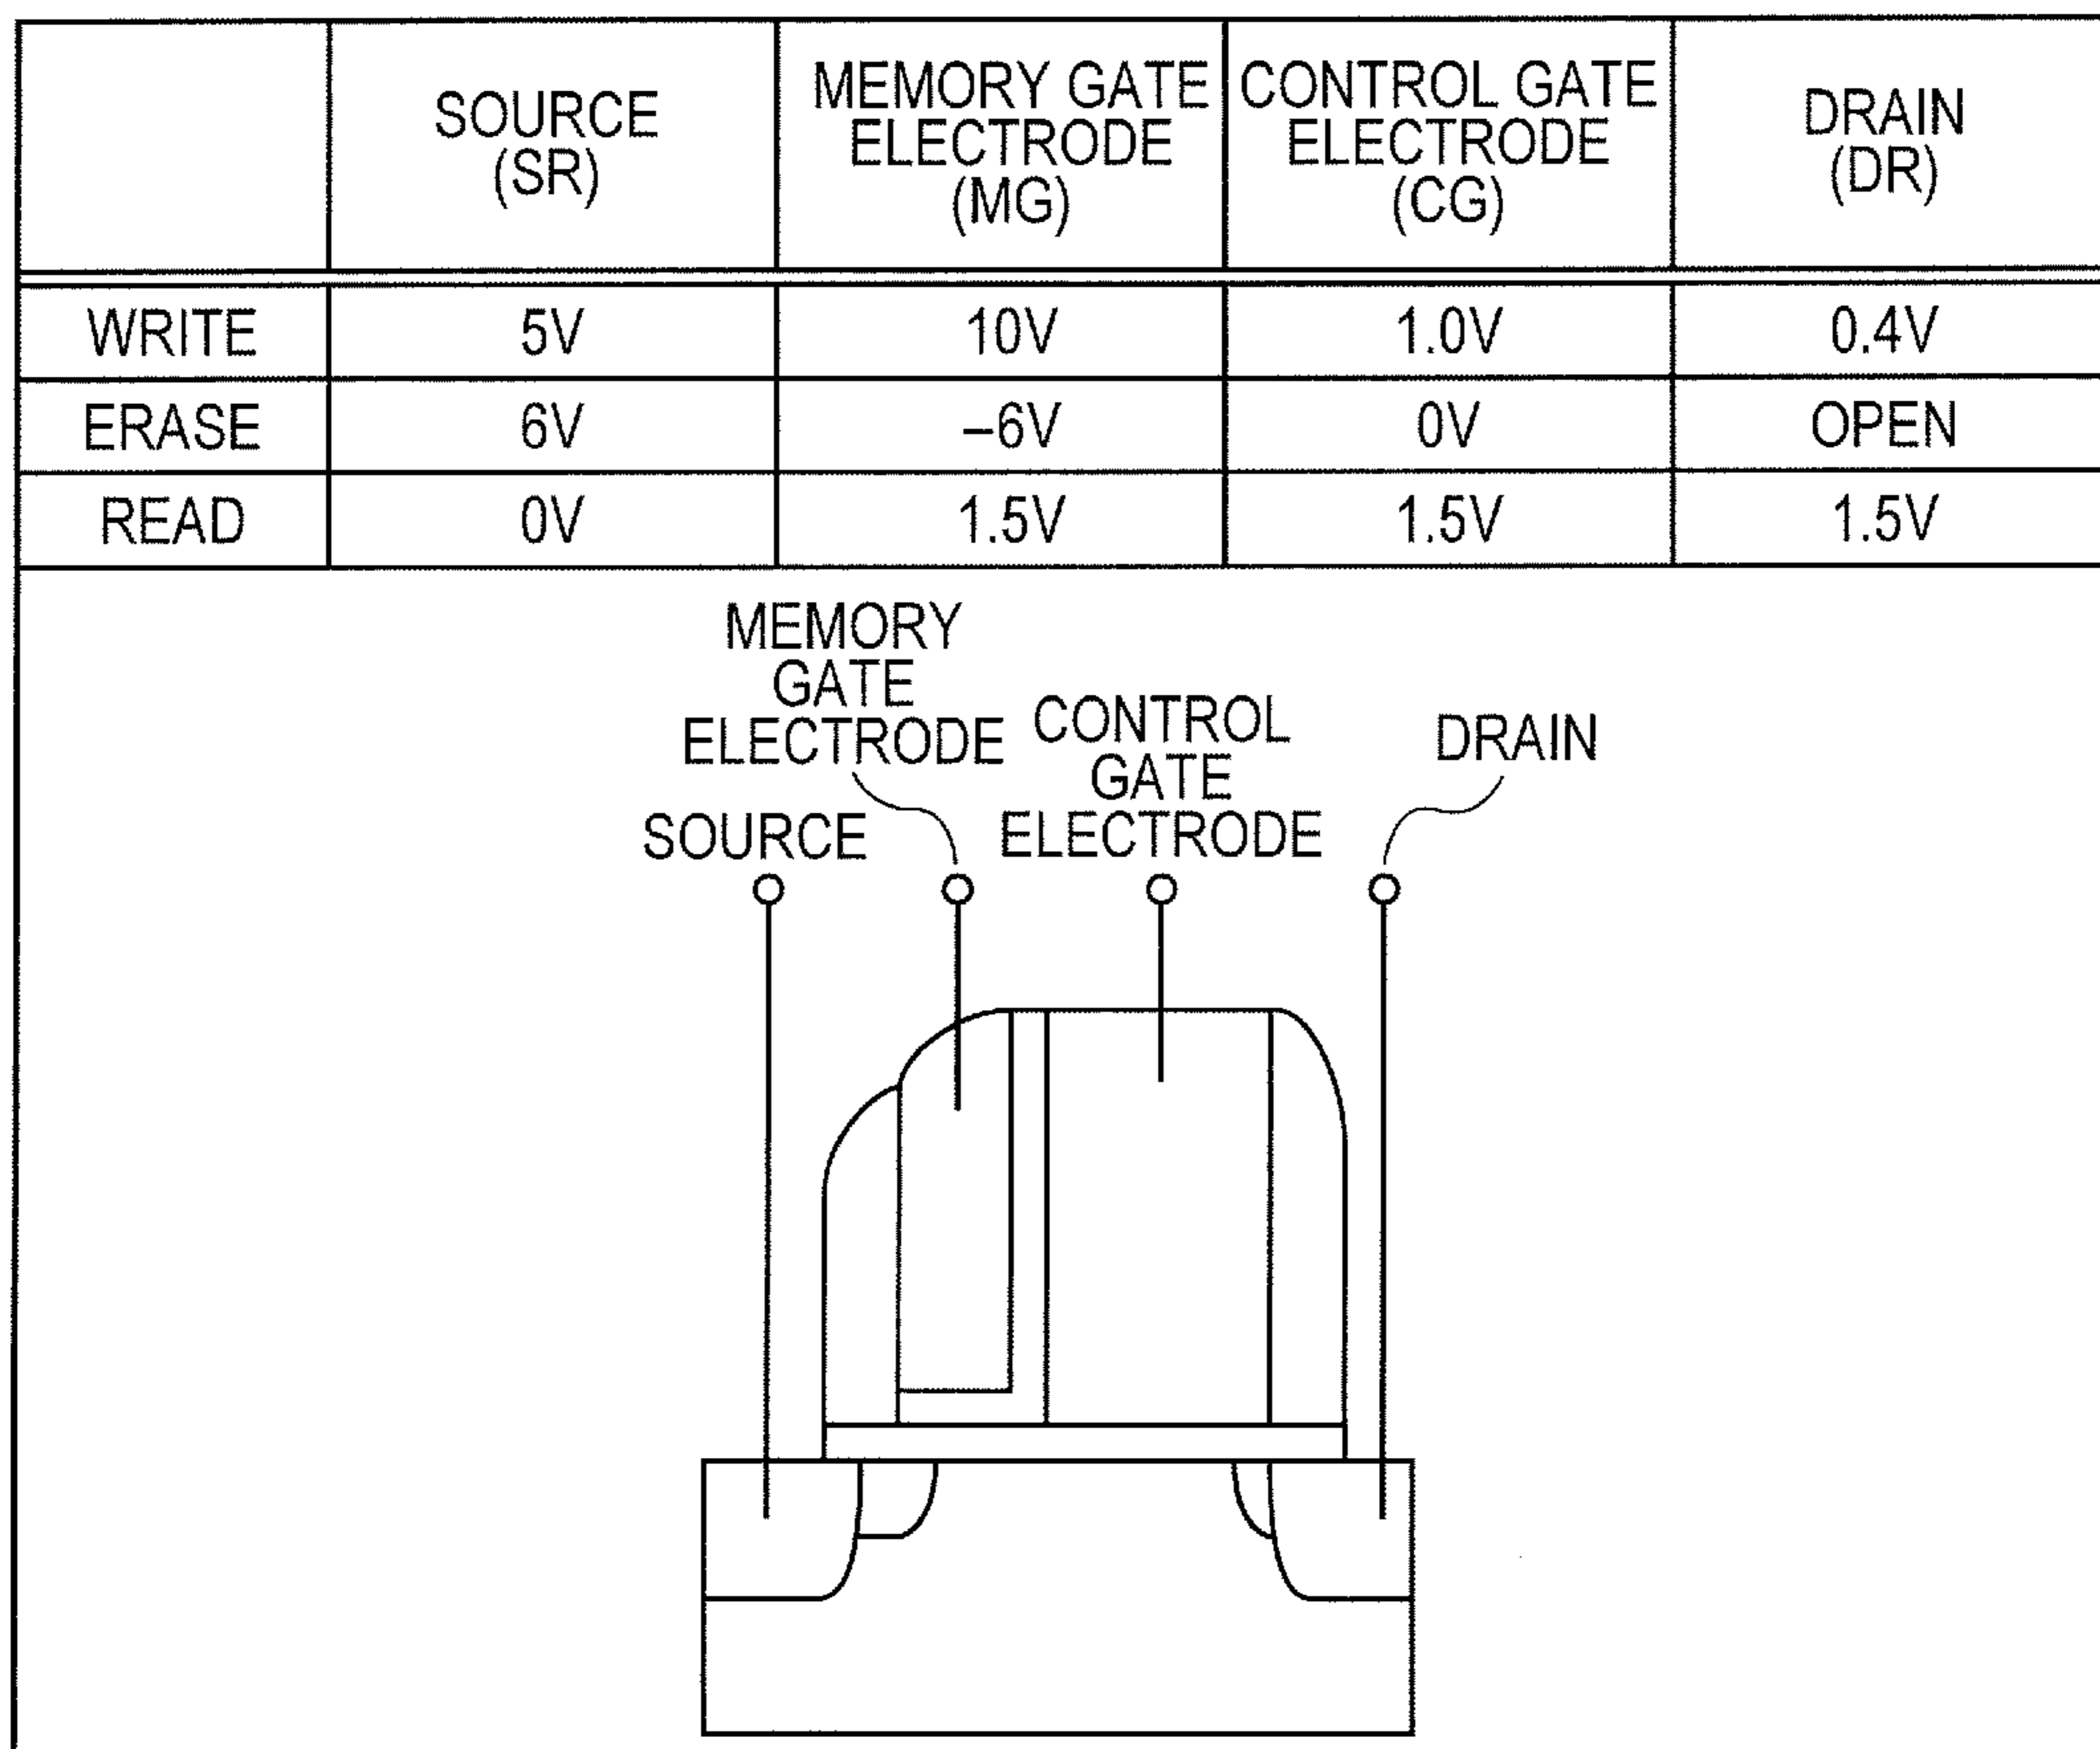 SOURCE
(SR)
MEMORY GATE
ELECTRODE
(MG)
CONTROL GATE
ELECTRODE
(CG)
DRAIN
(DR)
WRITE 5V 10V 1.0V 0.4V
ERASE 6V –6V 0V OPEN
READ 0V 1.5V 1.5V 1.5V
MEMORY
GATE
ELECTRODE
CONTROL
GATE
ELECTRODE
DRAIN
SOURCE